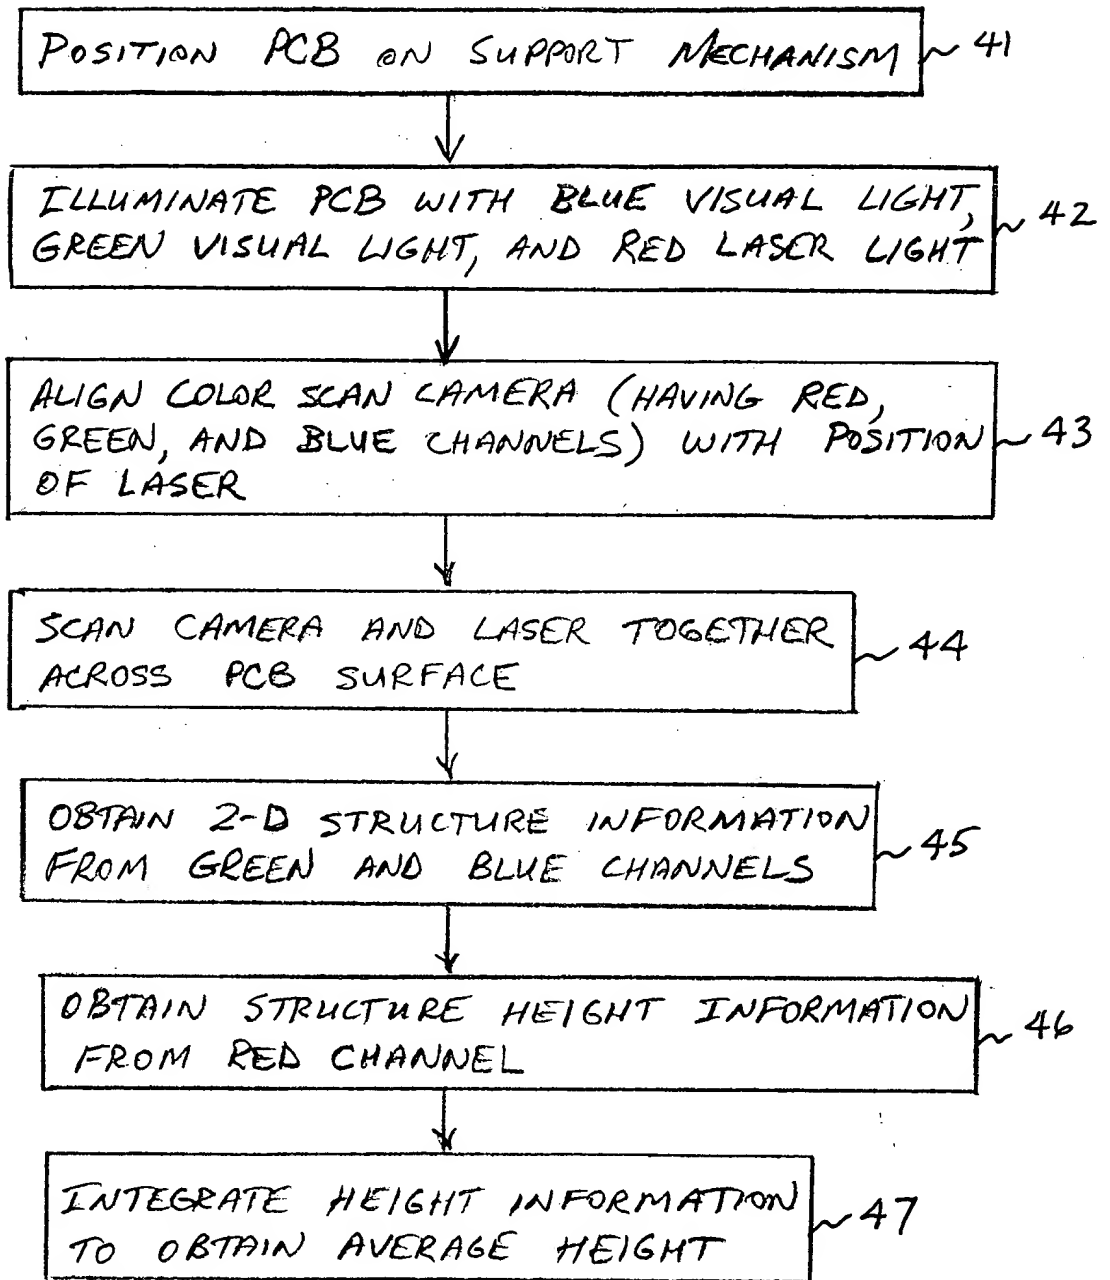 POSITION PCB ON SUPPORT MECHANISM
41
ILLUMINATE PCB WITH BLUE VISUAL LIGHT,
GREEN VISUAL LIGHT, AND RED LASER LIGHT
42
ALIGN COLOR SCAN CAMERA (HAVING RED,
GREEN, AND BLUE CHANNELS) WITH POSITION
OF LASER
43
SCAN CAMERA AND LASER TOGETHER
ACROSS PCB SURFACE
44
OBTAIN 2-D STRUCTURE INFORMATION
FROM GREEN AND BLUE CHANNELS
45
OBTAIN STRUCTURE HEIGHT INFORMATION
FROM RED CHANNEL
46
INTEGRATE HEIGHT INFORMATION
TO OBTAIN AVERAGE HEIGHT
47